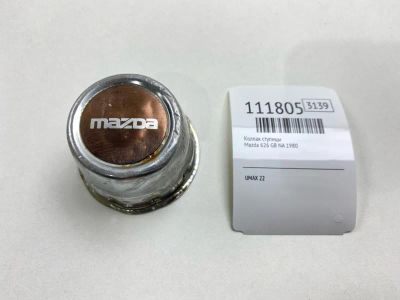 mazda
111805 3139
Колпак ступицы
Mazda 626 GB NA 1980
UMAX 22